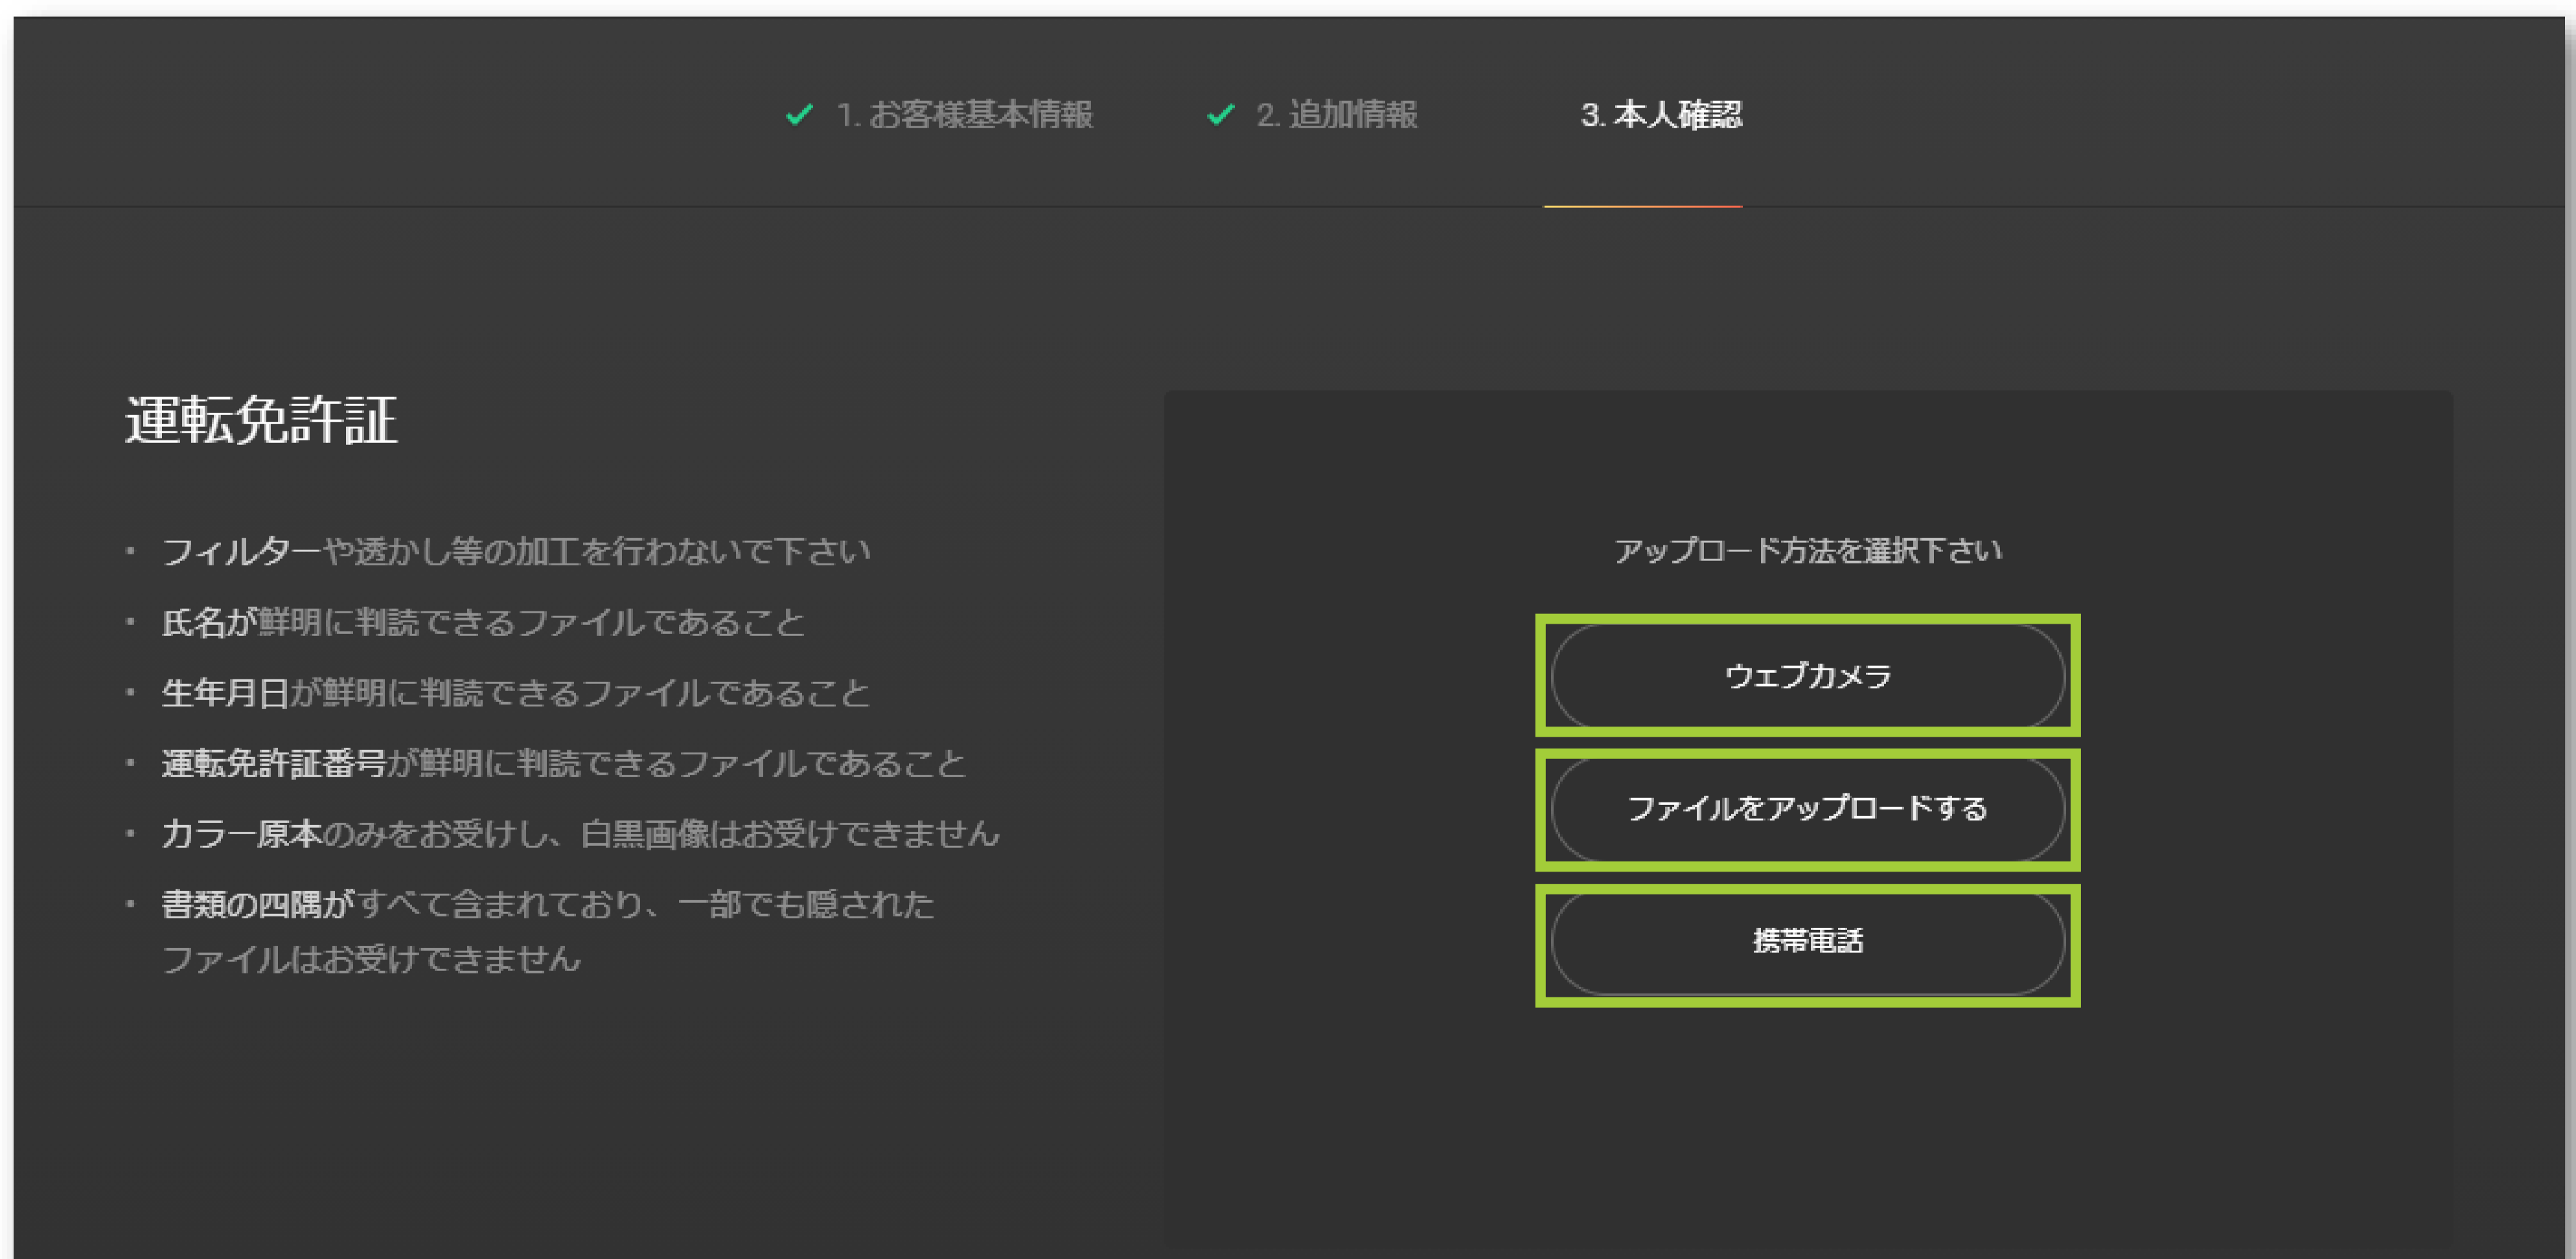 1. お客様基本情報
2. 追加情報
3. 本人確認
運転免許証
・ フィルターや透かし等の加工を行わないで下さい
・ 氏名が鮮明に判読できるファイルであること
・ 生年月日が鮮明に判読できるファイルであること
・ 運転免許証番号が鮮明に判読できるファイルであること
・ カラー原本のみをお受けし、白黒画像はお受けできません
・ 書類の四隅がすべて含まれており、一部でも隠された
ファイルはお受けできません
アップロード方法を選択下さい
ウェブカメラ
ファイルをアップロードする
携帯電話